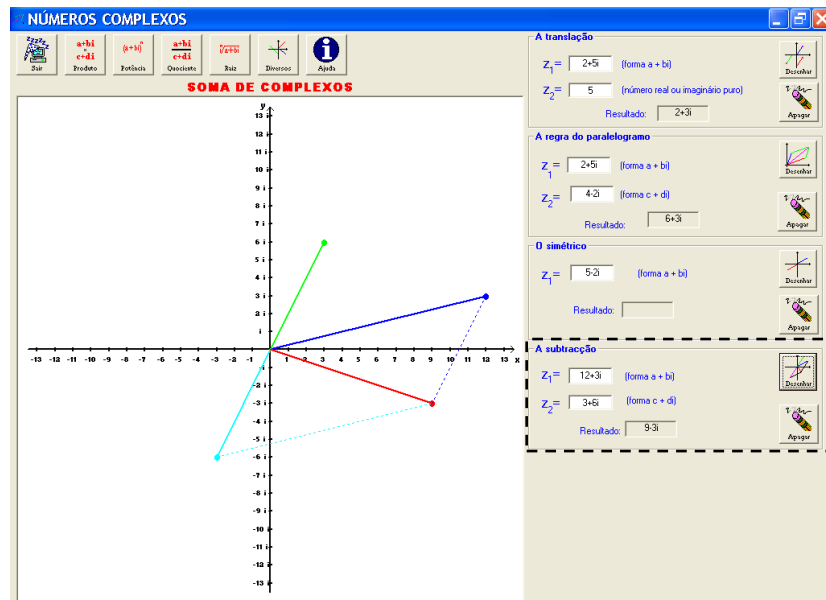 NÚMEROS COMPLEXOS
Sair
a+bi
c+di
Produto
(a+bi)ⁿ
Potência
a+bi
c+di
Quociente
Raiz
Diversos
Ajuda
SOMA DE COMPLEXOS
y
13 i
12 i
11 i
10 i
9 i
8 i
7 i
6 i
5 i
4 i
3 i
2 i
i
-13 -12 -11 -10 -9 -8 -7 -6 -5 -4 -3 -2 -1 1 2 3 4 5 6 7 8 9 10 11 12 13 x
-i
-2 i
-3 i
-4 i
-5 i
-6 i
-7 i
-8 i
-9 i
-10 i
-11 i
-12 i
-13 i
A translação
Z1= 2+5i (forma a + bi)
Z2= 5 (número real ou imaginário puro)
Resultado: 2+3i
Desenhar
Apagar
A regra do paralelogramo
Z1= 2+5i (forma a + bi)
Z2= 4-2i (forma c + di)
Resultado: 6+3i
Desenhar
Apagar
O simétrico
Z1= 5-2i (forma a + bi)
Resultado:
Desenhar
Apagar
A subtracção
Z1= 12+3i (forma a + bi)
Z2= 3+6i (forma c + di)
Resultado: 9-3i
Desenhar
Apagar